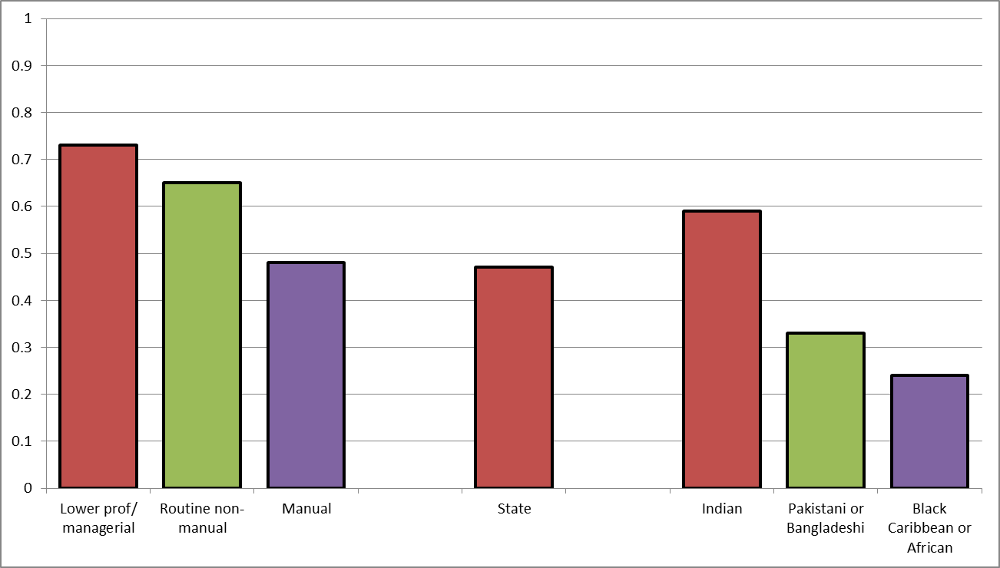 1
0.9
0.8
0.7
0.6
0.5
0.4
0.3
0.2
0.1
0
Lower prof/
managerial
Routine non-
manual
Manual
State
Indian
Pakistani or
Bangladeshi
Black
Caribbean or
African